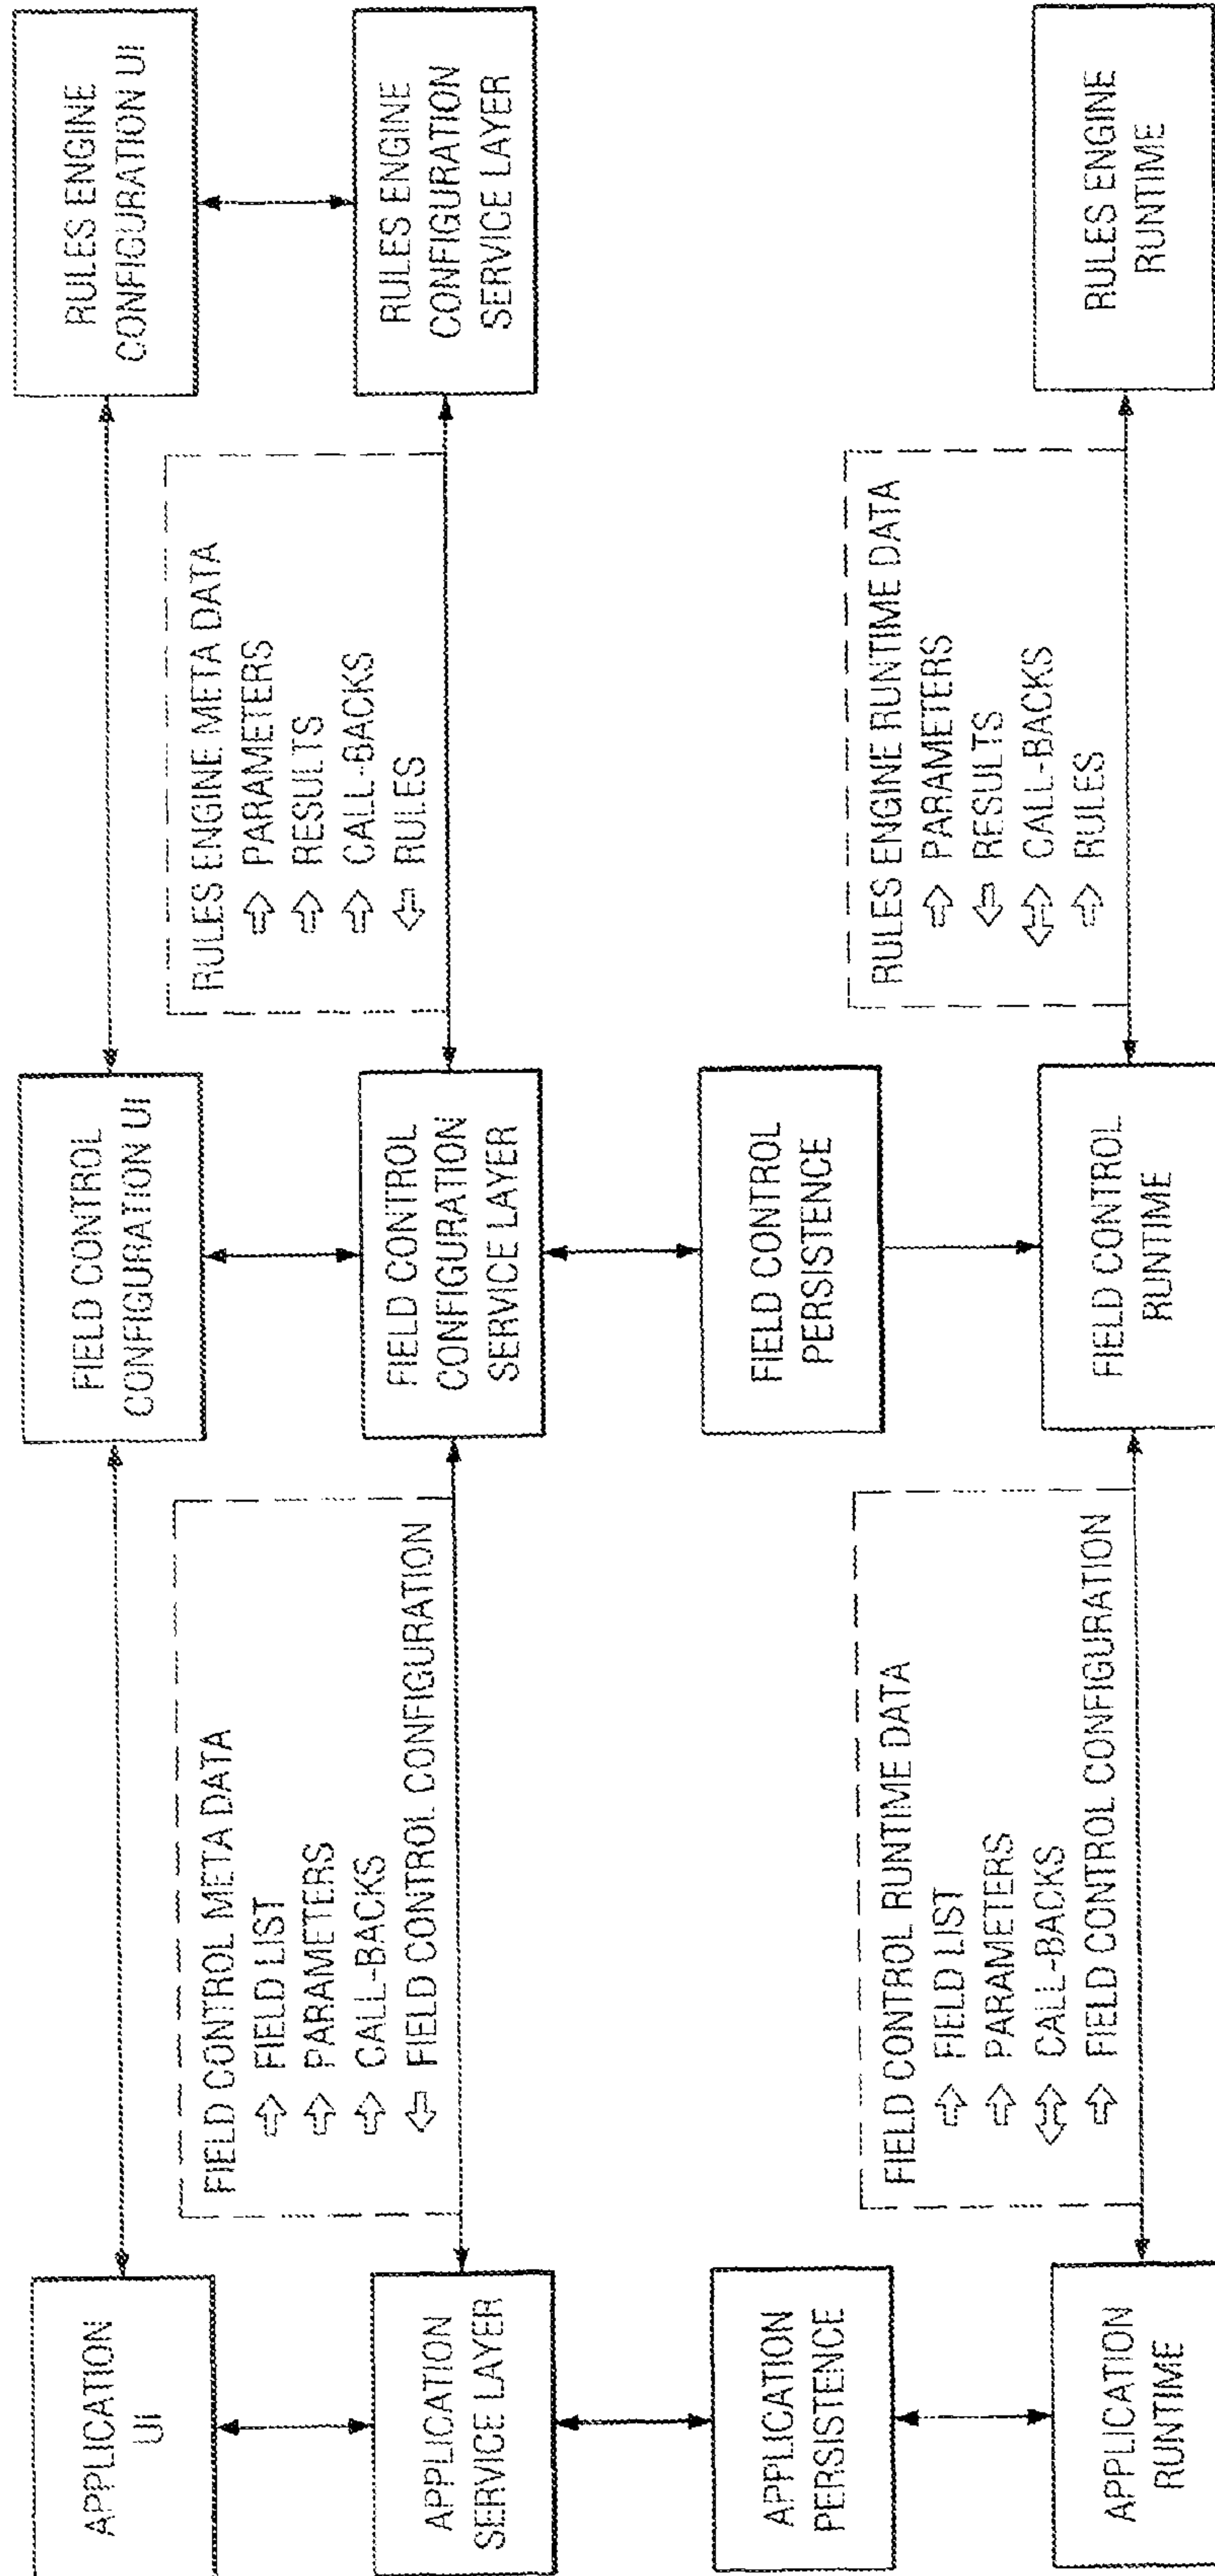 APPLICATION
UI
FIELD CONTROL
CONFIGURATION UI
RULES ENGINE
CONFIGURATION UI
FIELD CONTROL META DATA
FIELD LIST
PARAMETERS
CALL-BACKS
FIELD CONTROL CONFIGURATION
RULES ENGINE META DATA
PARAMETERS
RESULTS
CALL-BACKS
RULES
APPLICATION
SERVICE LAYER
FIELD CONTROL
CONFIGURATION
SERVICE LAYER
RULES ENGINE
CONFIGURATION
SERVICE LAYER
APPLICATION
PERSISTENCE
FIELD CONTROL
PERSISTENCE
FIELD CONTROL RUNTIME DATA
FIELD LIST
PARAMETERS
CALL-BACKS
FIELD CONTROL CONFIGURATION
RULES ENGINE RUNTIME DATA
PARAMETERS
RESULTS
CALL-BACKS
RULES
APPLICATION
RUNTIME
FIELD CONTROL
RUNTIME
RULES ENGINE
RUNTIME